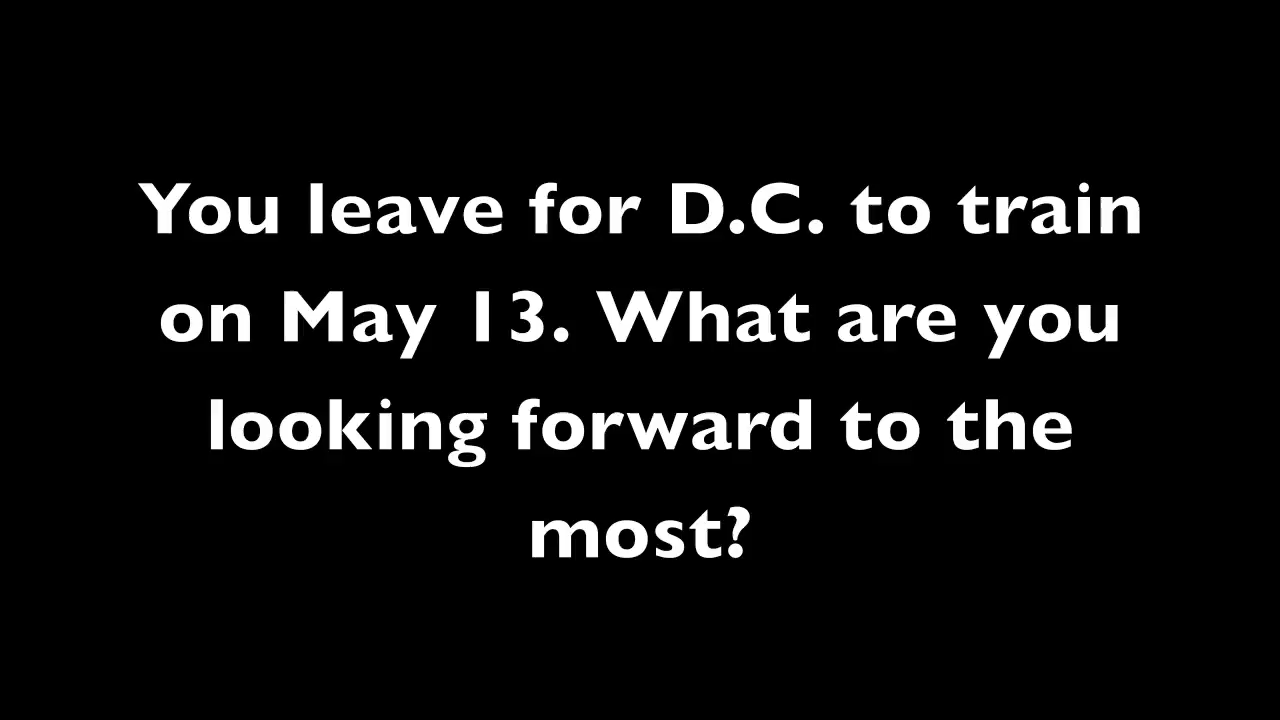 You leave for D.C. to train
on May 13. What are you
looking forward to the
most?